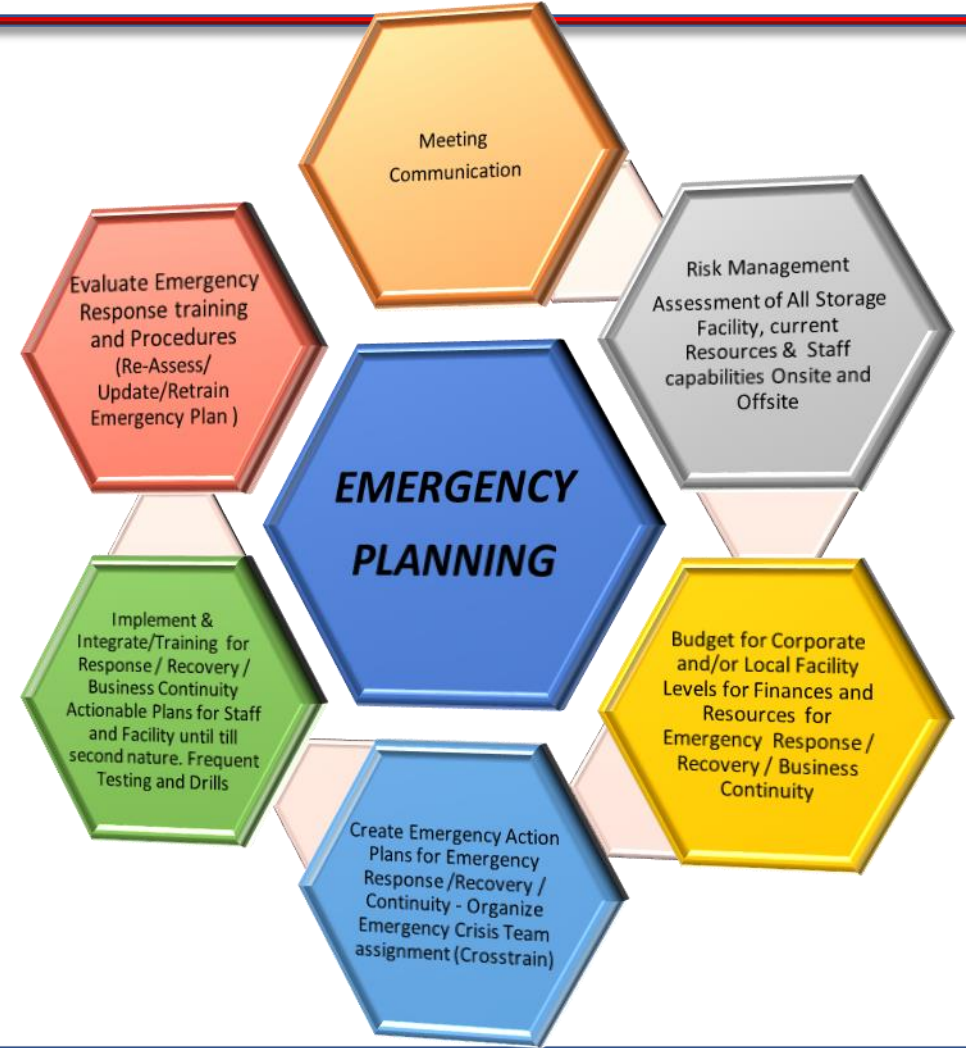 Meeting
Communication
Risk Management
Assessment of All Storage
Facility, current
Resources & Staff
capabilities Onsite and
Offsite
Budget for Corporate
and/or Local Facility
Levels for Finances and
Resources for
Emergency Response /
Recovery / Business
Continuity
Create Emergency Action
Plans for Emergency
Response /Recovery /
Continuity - Organize
Emergency Crisis Team
assignment (Crosstrain)
Implement &
Integrate/Training for
Response / Recovery /
Business Continuity
Actionable Plans for Staff
and Facility until till
second nature. Frequent
Testing and Drills
Evaluate Emergency
Response training
and Procedures
(Re-Assess/
Update/Retrain
Emergency Plan )
EMERGENCY
PLANNING